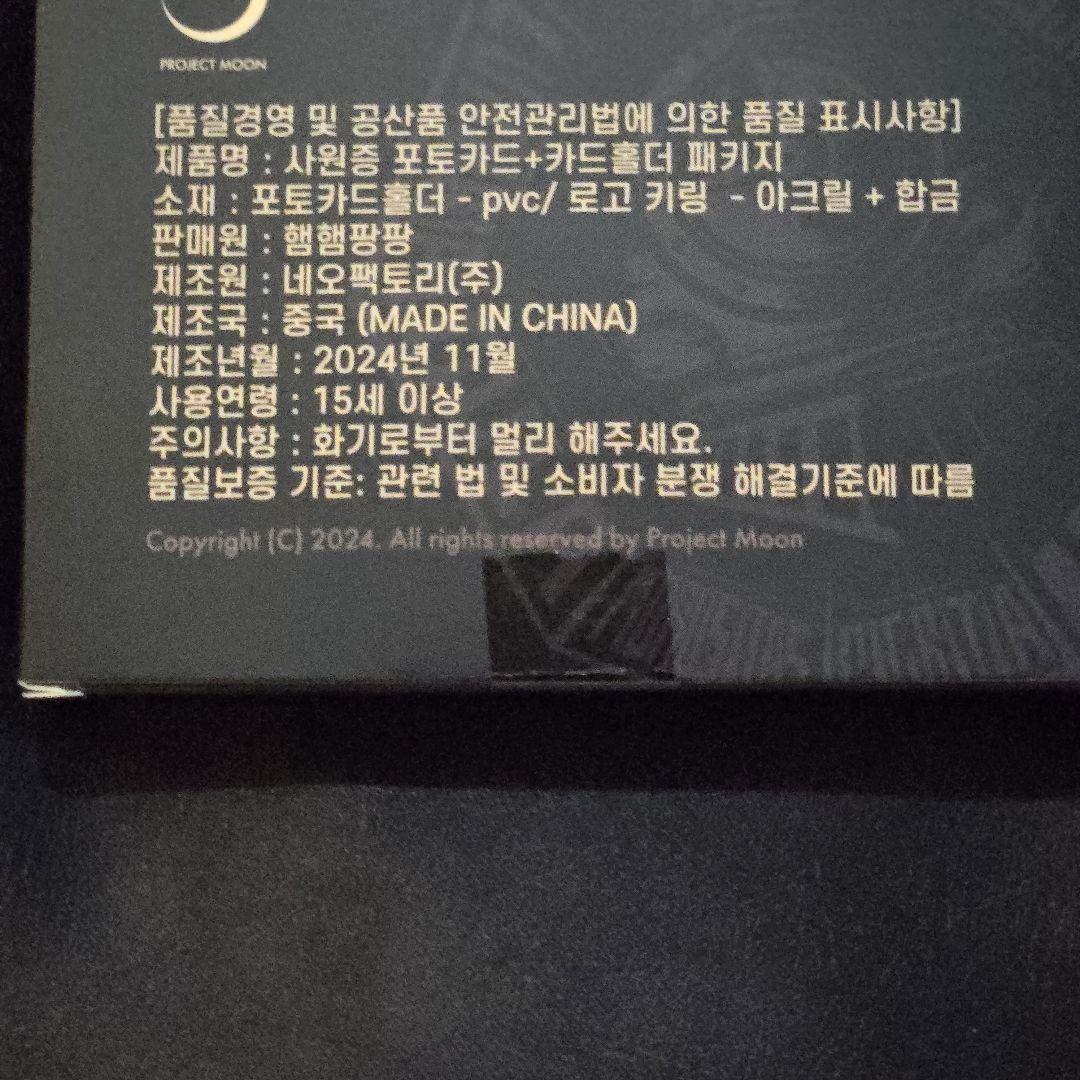 PROJECT MOON
[품질경영 및 공산품 안전관리법에 의한 품질 표시사항]
제품명 : 사원증 포토카드+카드홀더 패키지
소재 : 포토카드홀더 - pvc/ 로고 키링 - 아크릴 + 합금
판매원 : 햄햄팡팡
제조원 : 네오팩토리(주)
제조국 : 중국 (MADE IN CHINA)
제조년월 : 2024년 11월
사용연령 : 15세 이상
주의사항 : 화기로부터 멀리 해주세요.
품질보증 기준: 관련 법 및 소비자 분쟁 해결기준에 따름
Copyright (C) 2024. All rights reserved by Project Moon